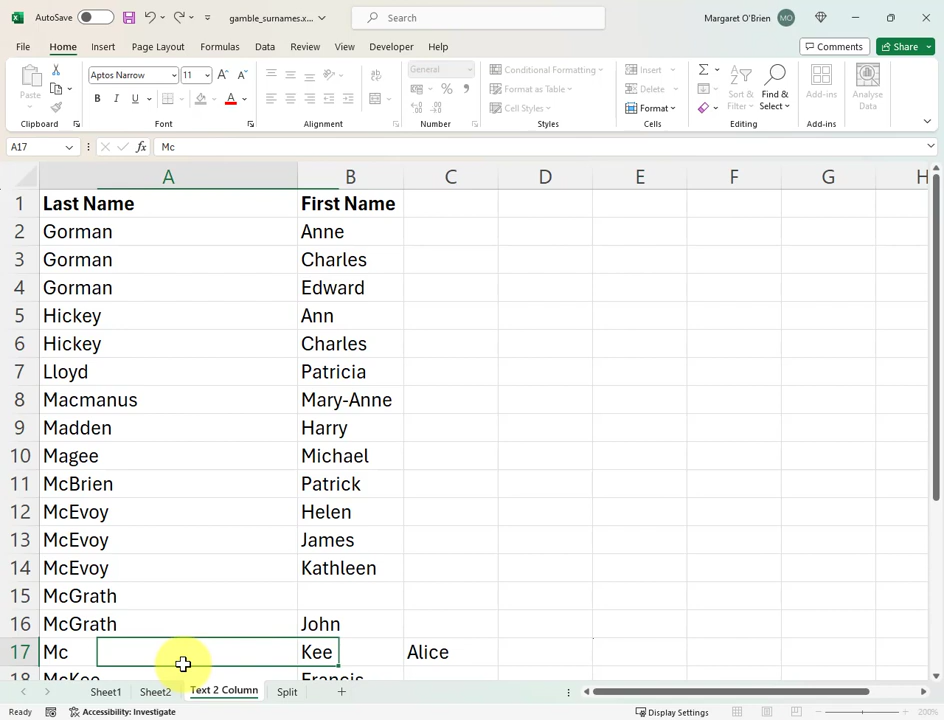 AutoSave gamble_surnames.x... Search Margaret O'Brien MO
File Home Insert Page Layout Formulas Data Review View Developer Help Comments Share
Paste Aptos Narrow 11 A A ab General Conditional Formatting Insert Σ Sort & Filter Find & Select Add-ins Analyse Data
B I U A % , Format as Table Delete
Cell Styles Format
Clipboard Font Alignment Number Styles Cells Editing Add-ins
A17 fx Mc
A B C D E F G H
1 Last Name First Name
2 Gorman Anne
3 Gorman Charles
4 Gorman Edward
5 Hickey Ann
6 Hickey Charles
7 Lloyd Patricia
8 Macmanus Mary-Anne
9 Madden Harry
10 Magee Michael
11 McBrien Patrick
12 McEvoy Helen
13 McEvoy James
14 McEvoy Kathleen
15 McGrath
16 McGrath John
17 Mc Kee Alice
18 McKee Francis
Sheet1 Sheet2 Text 2 Column Split
Ready Accessibility: Investigate Display Settings 200%